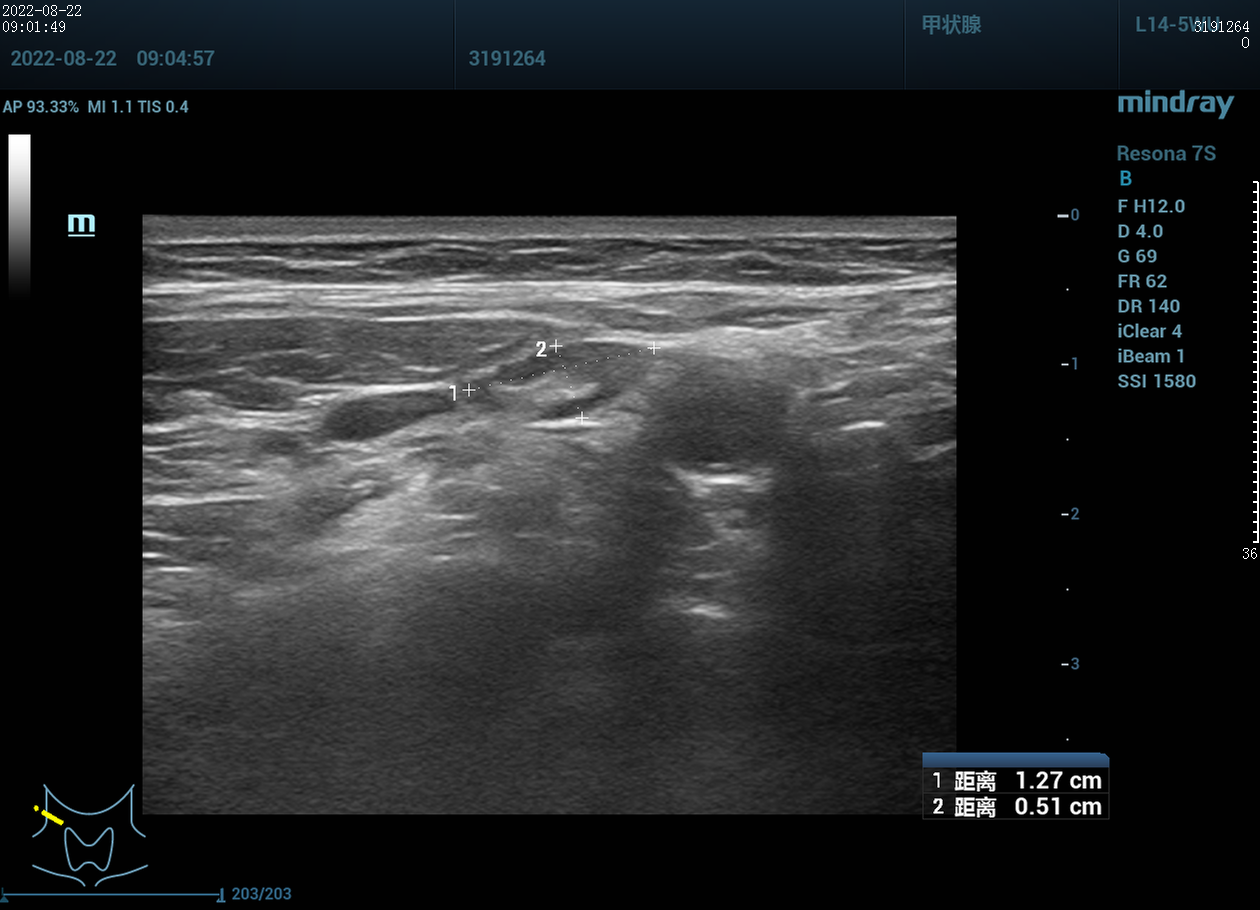 2022-08-22
09:01:49
2022-08-22 09:04:57
3191264
甲状腺
L14-5WU
3191264
0
AP 93.33% MI 1.1 TIS 0.4
mindray
Resona 7S
B
F H12.0
D 4.0
G 69
FR 62
DR 140
iClear 4
iBeam 1
SSI 1580
m
0
1
2
3
36
2
1
1 距离 1.27 cm
2 距离 0.51 cm
203/203